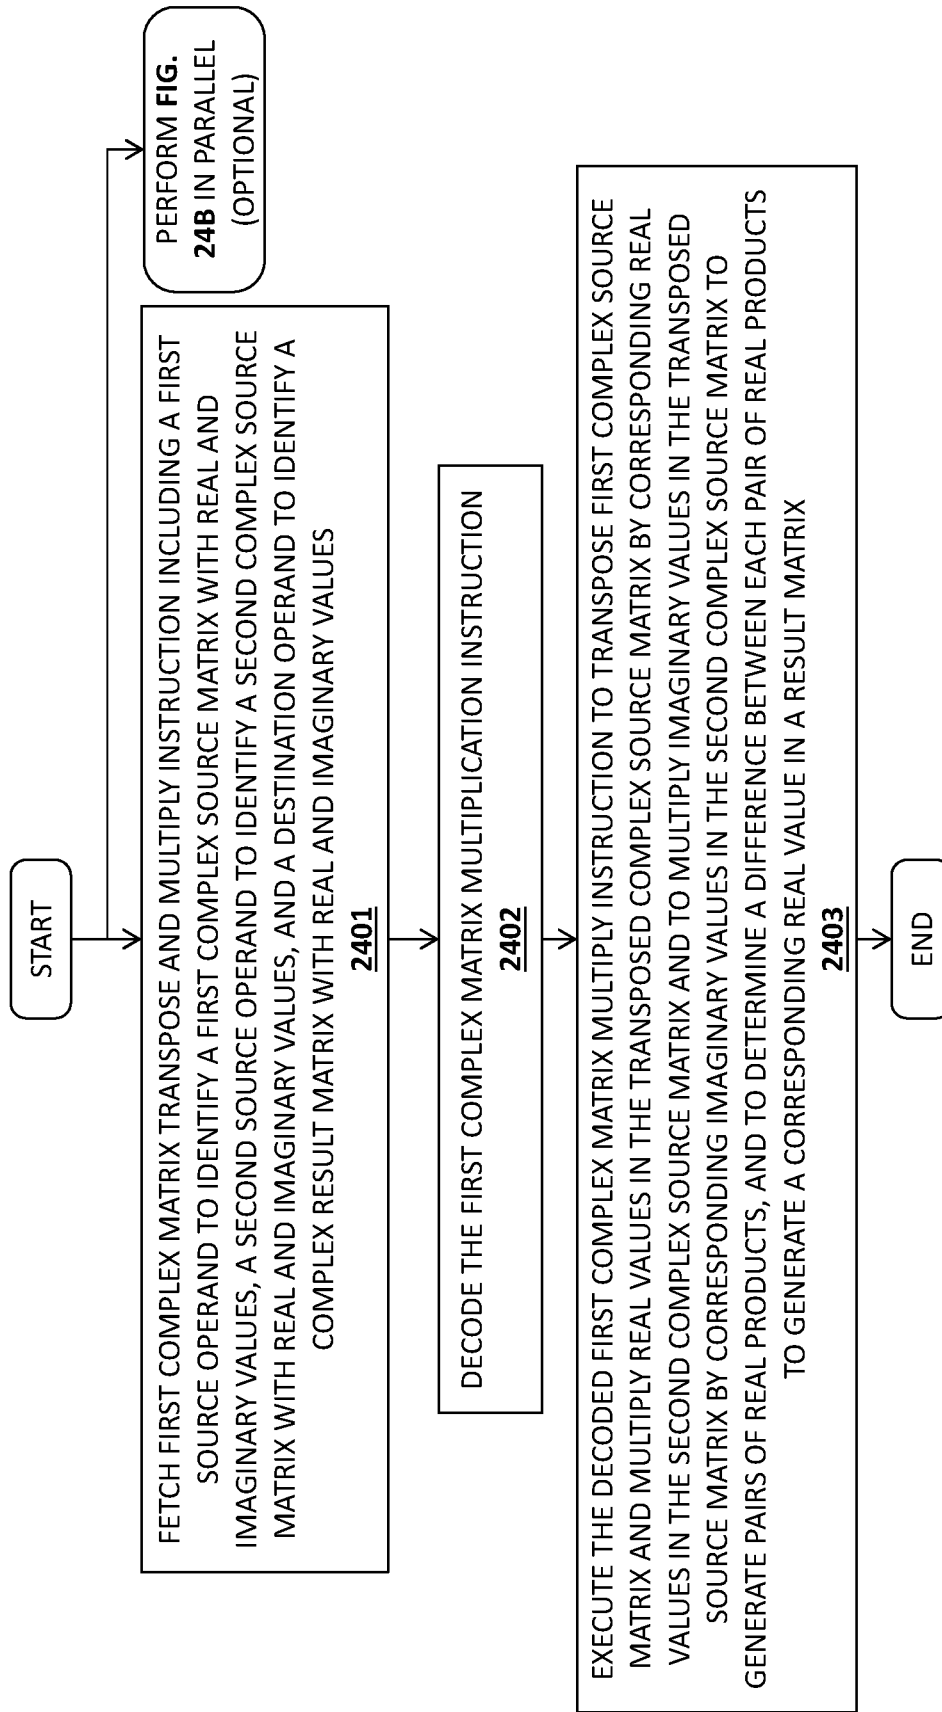 START
PERFORM FIG.
24B IN PARALLEL
(OPTIONAL)
FETCH FIRST COMPLEX MATRIX TRANSPOSE AND MULTIPLY INSTRUCTION INCLUDING A FIRST
SOURCE OPERAND TO IDENTIFY A FIRST COMPLEX SOURCE MATRIX WITH REAL AND
IMAGINARY VALUES, A SECOND SOURCE OPERAND TO IDENTIFY A SECOND COMPLEX SOURCE
MATRIX WITH REAL AND IMAGINARY VALUES, AND A DESTINATION OPERAND TO IDENTIFY A
COMPLEX RESULT MATRIX WITH REAL AND IMAGINARY VALUES
2401
DECODE THE FIRST COMPLEX MATRIX MULTIPLICATION INSTRUCTION
2402
EXECUTE THE DECODED FIRST COMPLEX MATRIX MULTIPLY INSTRUCTION TO TRANSPOSE FIRST COMPLEX SOURCE
MATRIX AND MULTIPLY REAL VALUES IN THE TRANSPOSED COMPLEX SOURCE MATRIX BY CORRESPONDING REAL
VALUES IN THE SECOND COMPLEX SOURCE MATRIX AND TO MULTIPLY IMAGINARY VALUES IN THE TRANSPOSED
SOURCE MATRIX BY CORRESPONDING IMAGINARY VALUES IN THE SECOND COMPLEX SOURCE MATRIX TO
GENERATE PAIRS OF REAL PRODUCTS, AND TO DETERMINE A DIFFERENCE BETWEEN EACH PAIR OF REAL PRODUCTS
TO GENERATE A CORRESPONDING REAL VALUE IN A RESULT MATRIX
2403
END